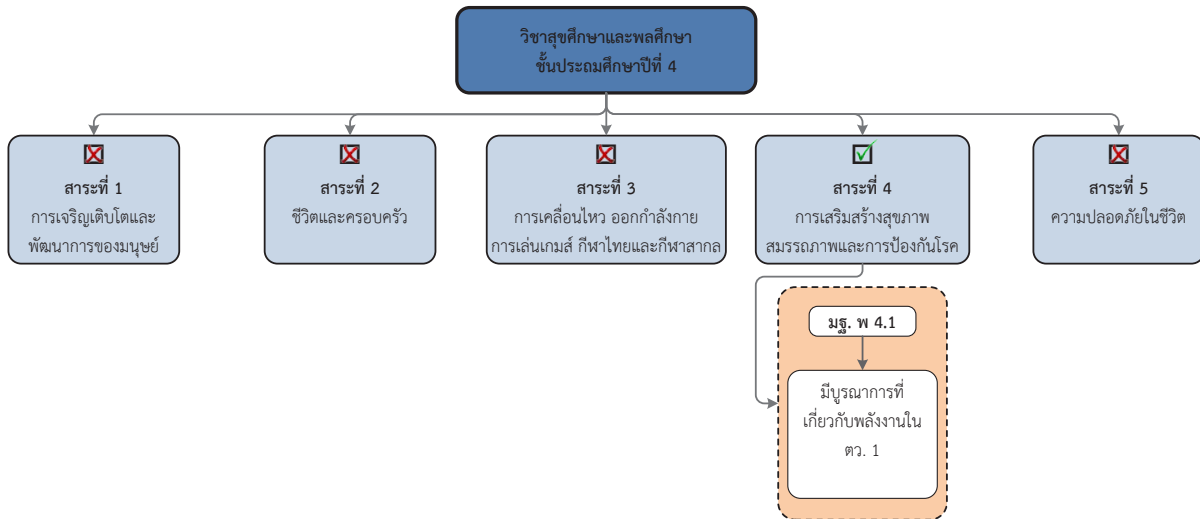 วิชาสุขศึกษาและพลศึกษา
ชั้นประถมศึกษาปีที่ 4
สาระที่ 1
การเจริญเติบโตและ
พัฒนาการของมนุษย์
สาระที่ 2
ชีวิตและครอบครัว
สาระที่ 3
การเคลื่อนไหว ออกกำลังกาย
การเล่นเกมส์ กีฬาไทยและกีฬาสากล
สาระที่ 4
การเสริมสร้างสุขภาพ
สมรรถภาพและการป้องกันโรค
สาระที่ 5
ความปลอดภัยในชีวิต
มฐ. พ 4.1
มีบูรณาการที่
เกี่ยวกับพลังงานใน
ตว. 1